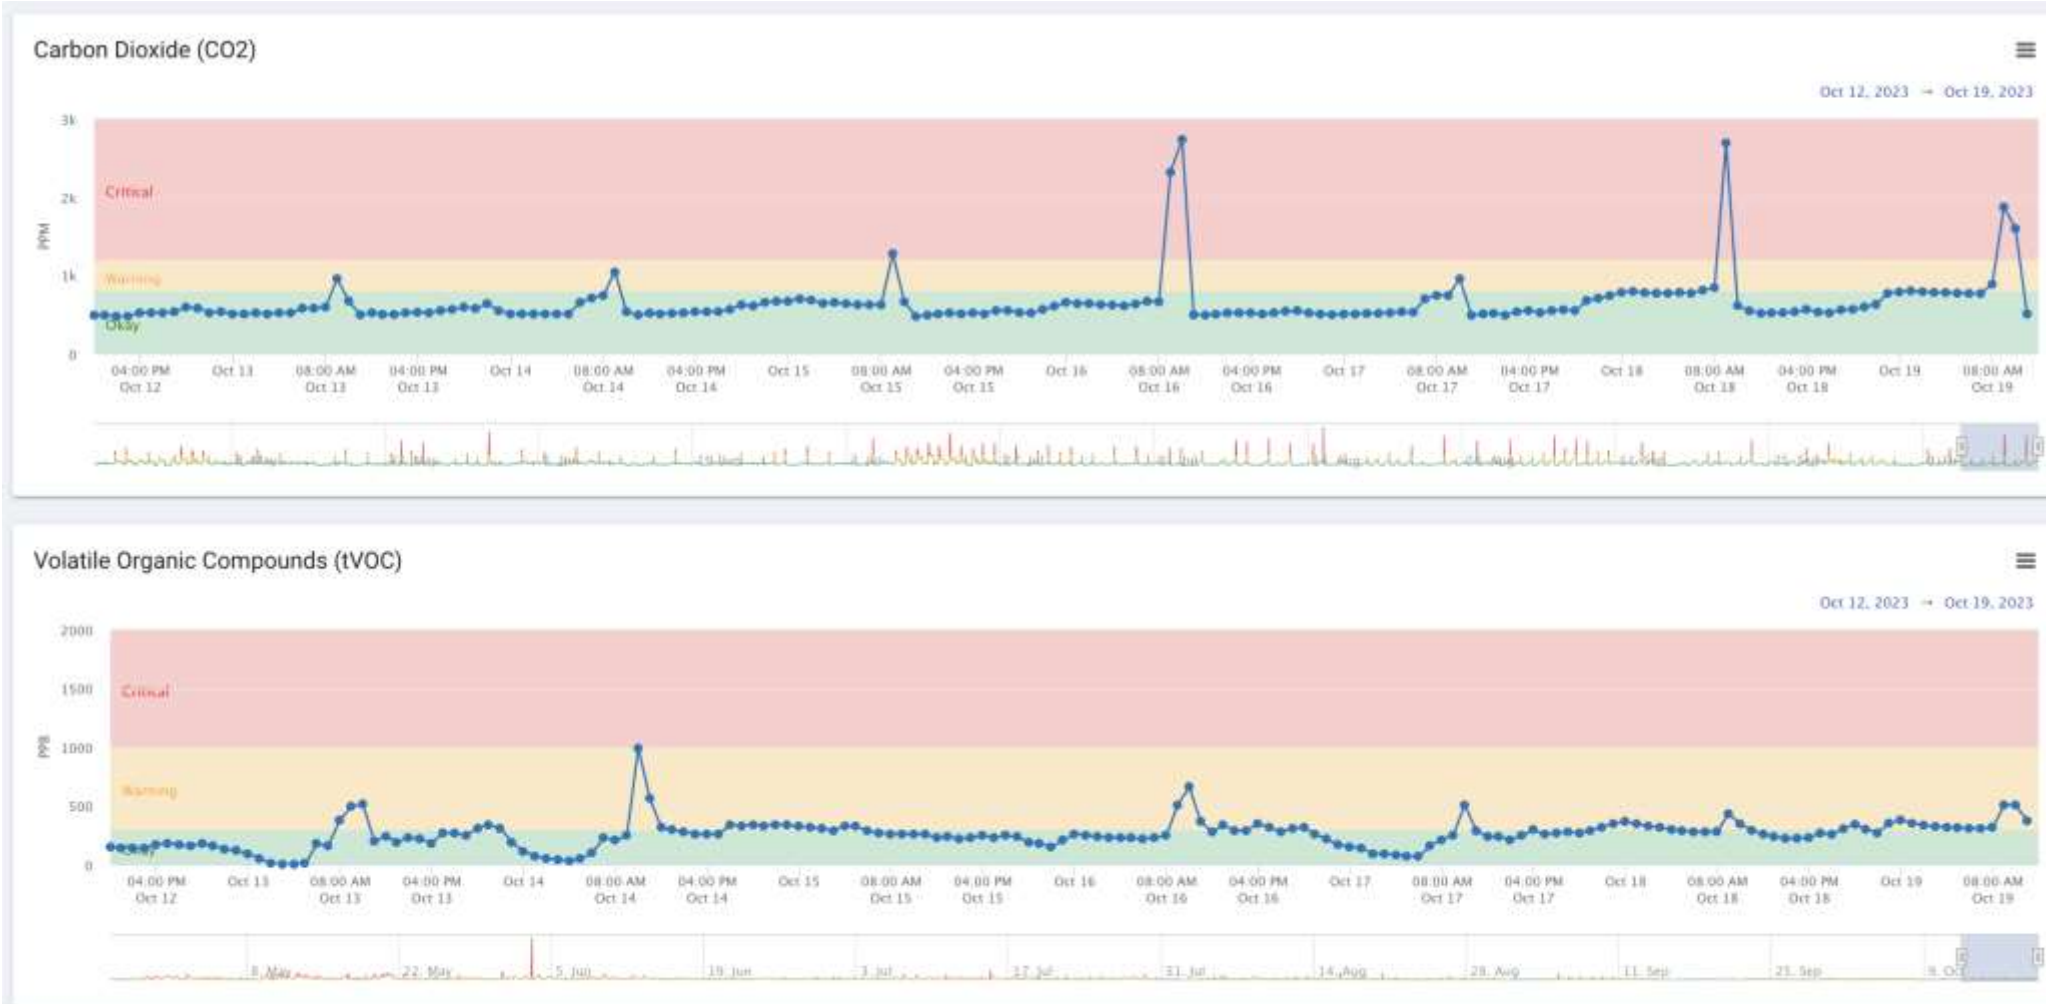 Carbon Dioxide (CO2)
Oct 12, 2023 → Oct 19, 2023
3k
Critical
2k
PPM
Warning
1k
Okay
0
04:00 PM Oct 13 08:00 AM 04:00 PM Oct 14 08:00 AM 04:00 PM Oct 15 08:00 AM 04:00 PM Oct 16 08:00 AM 04:00 PM Oct 17 08:00 AM 04:00 PM Oct 18 08:00 AM 04:00 PM Oct 19 08:00 AM
Oct 12 Oct 13 Oct 13 Oct 14 Oct 14 Oct 15 Oct 15 Oct 16 Oct 16 Oct 17 Oct 17 Oct 18 Oct 18 Oct 19
Volatile Organic Compounds (tVOC)
Oct 12, 2023 → Oct 19, 2023
2000
1500
Critical
PPB
1000
Warning
500
0
04:00 PM Oct 13 08:00 AM 04:00 PM Oct 14 08:00 AM 04:00 PM Oct 15 08:00 AM 04:00 PM Oct 16 08:00 AM 04:00 PM Oct 17 08:00 AM 04:00 PM Oct 18 08:00 AM 04:00 PM Oct 19 08:00 AM
Oct 12 Oct 13 Oct 13 Oct 14 Oct 14 Oct 15 Oct 15 Oct 16 Oct 16 Oct 17 Oct 17 Oct 18 Oct 18 Oct 19
8. May 22. May 5. Jun 19. Jun 3. Jul 17. Jul 31. Jul 14. Aug 28. Aug 11. Sep 25. Sep